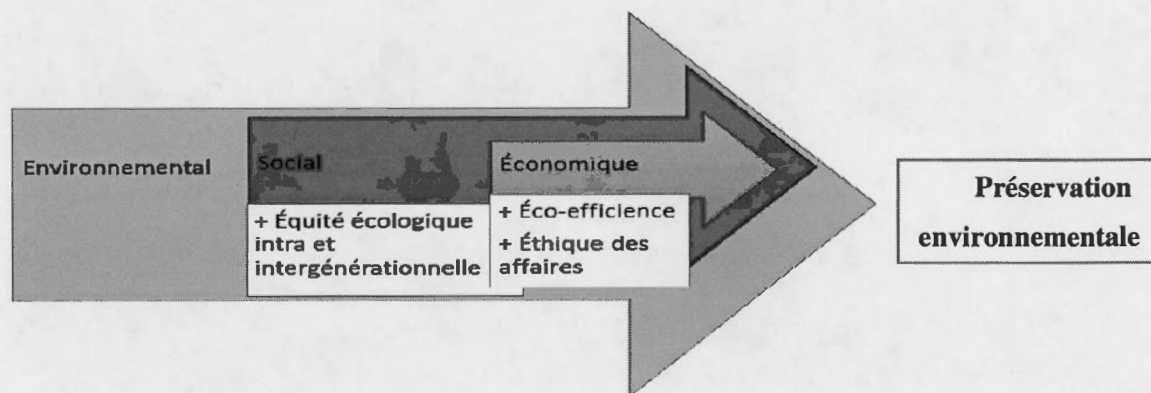 Environnemental
Social
+ Équité écologique
intra et
intergénérationnelle
Économique
+ Éco-efficience
+ Éthique des
affaires
Préservation
environnementale